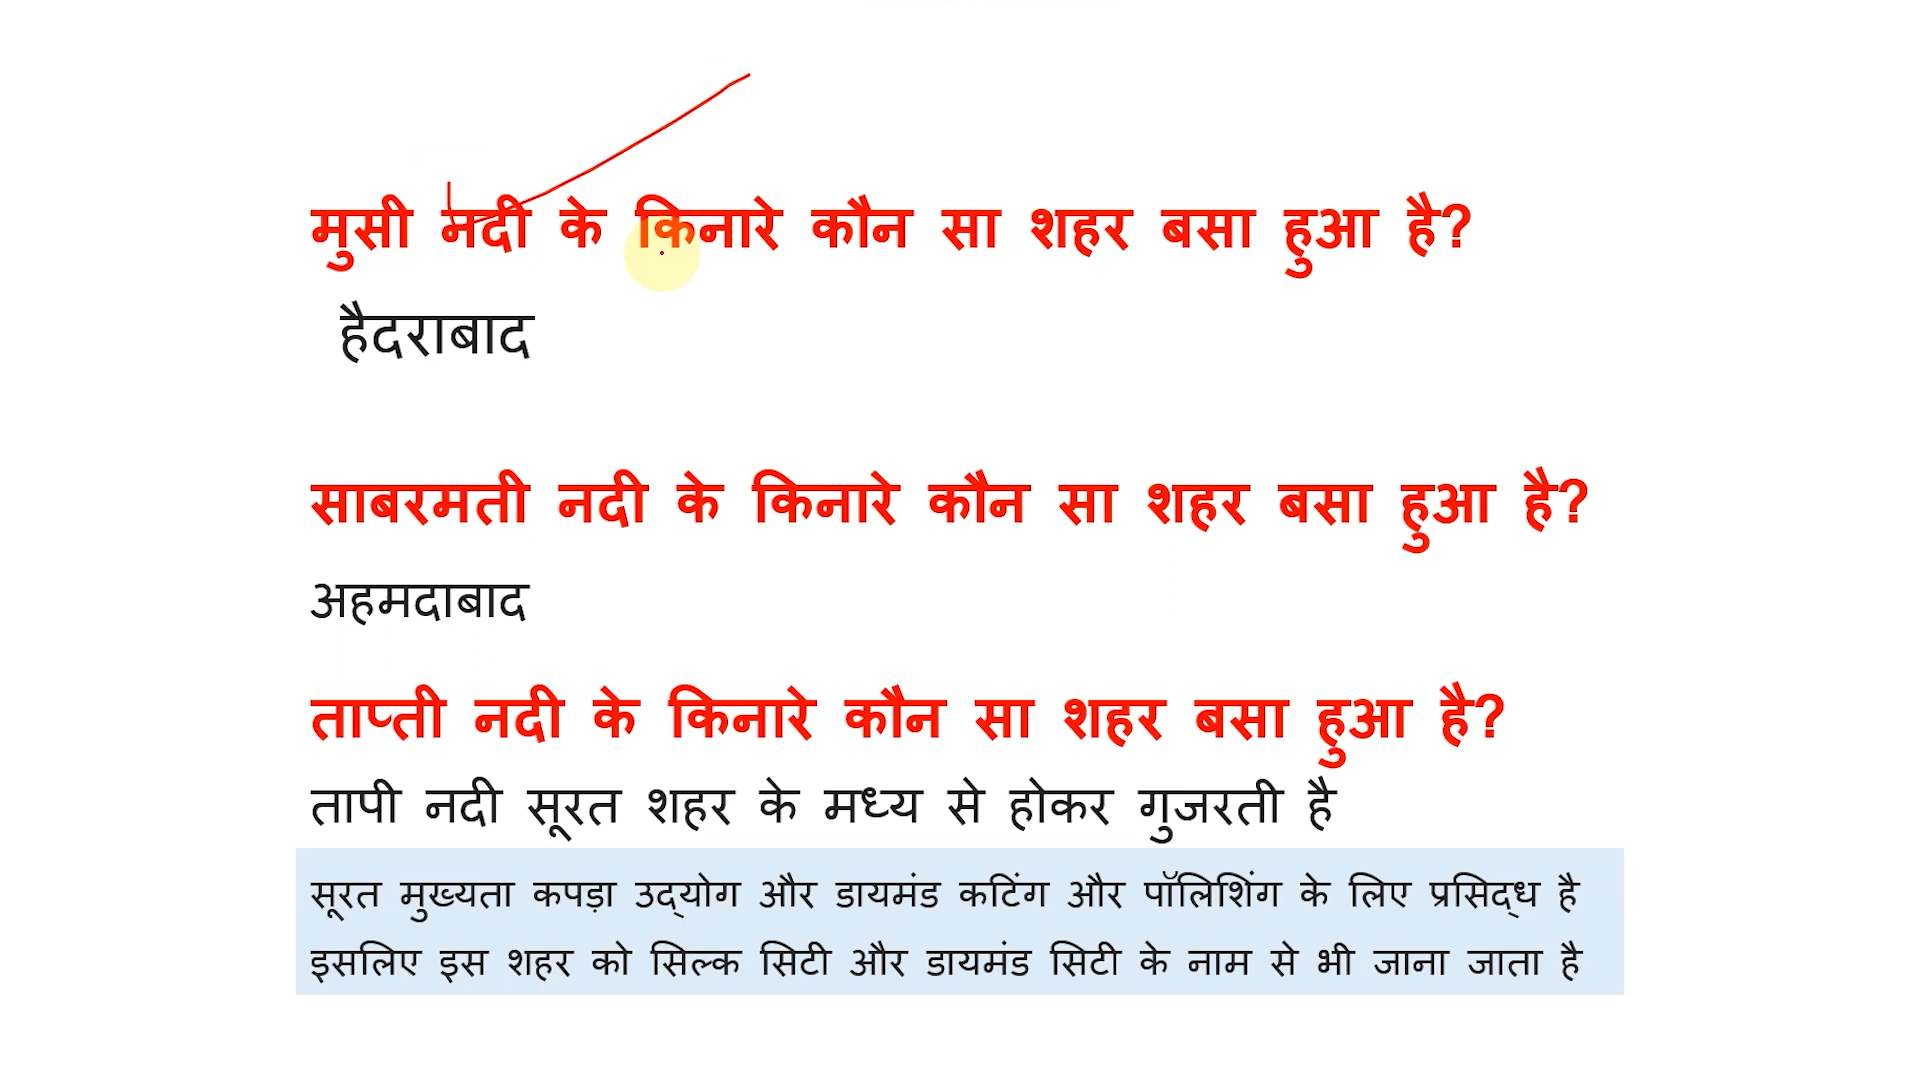 मुसी नदी के किनारे कौन सा शहर बसा हुआ है?
हैदराबाद
साबरमती नदी के किनारे कौन सा शहर बसा हुआ है?
अहमदाबाद
ताप्ती नदी के किनारे कौन सा शहर बसा हुआ है?
तापी नदी सूरत शहर के मध्य से होकर गुजरती है
सूरत मुख्यता कपड़ा उद्योग और डायमंड कटिंग और पॉलिशिंग के लिए प्रसिद्ध है
इसलिए इस शहर को सिल्क सिटी और डायमंड सिटी के नाम से भी जाना जाता है